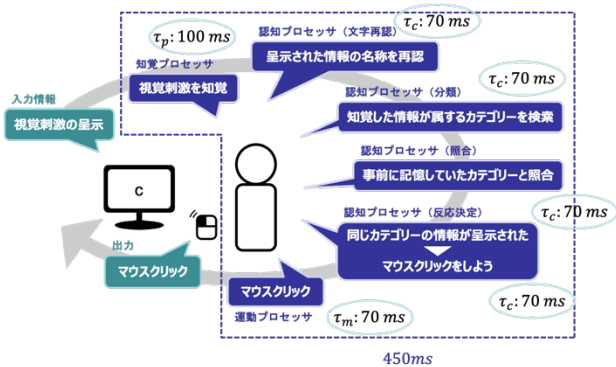 τc: 70 ms
認知プロセッサ（文字再認）
τp: 100 ms
呈示された情報の名称を再認
知覚プロセッサ
視覚刺激を知覚
τc: 70 ms
認知プロセッサ（分類）
知覚した情報が属するカテゴリーを検索
入力情報
視覚刺激の呈示
認知プロセッサ（照合）
事前に記憶していたカテゴリーと照合
C
τc: 70 ms
認知プロセッサ（反応決定）
同じカテゴリーの情報が呈示された
マウスクリックをしよう
出力
マウスクリック
マウスクリック
運動プロセッサ
τm: 70 ms
τc: 70 ms
450ms